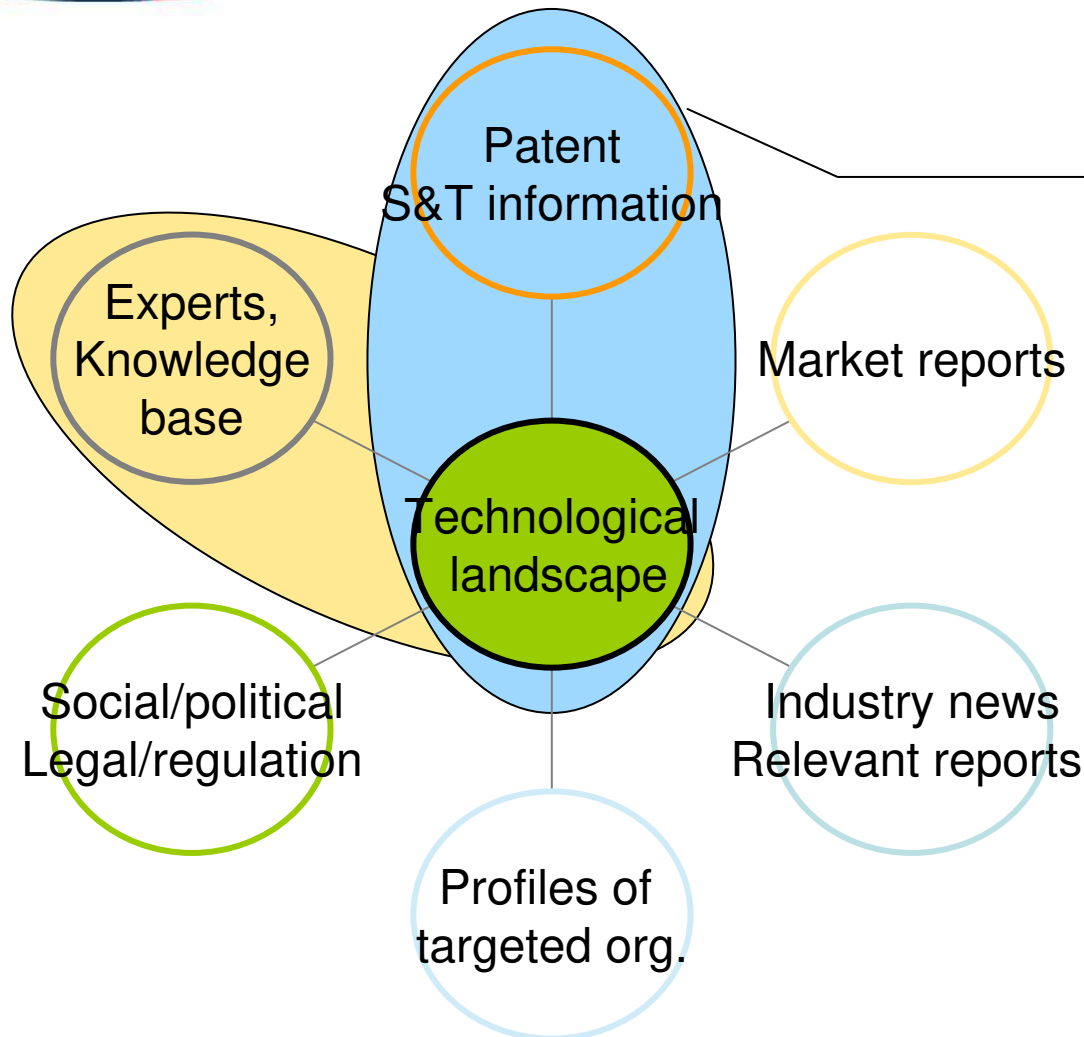 Patent
S&T information
Experts,
Knowledge
base
Market reports
Technological
landscape
Social/political
Legal/regulation
Industry news
Relevant reports
Profiles of
targeted org.